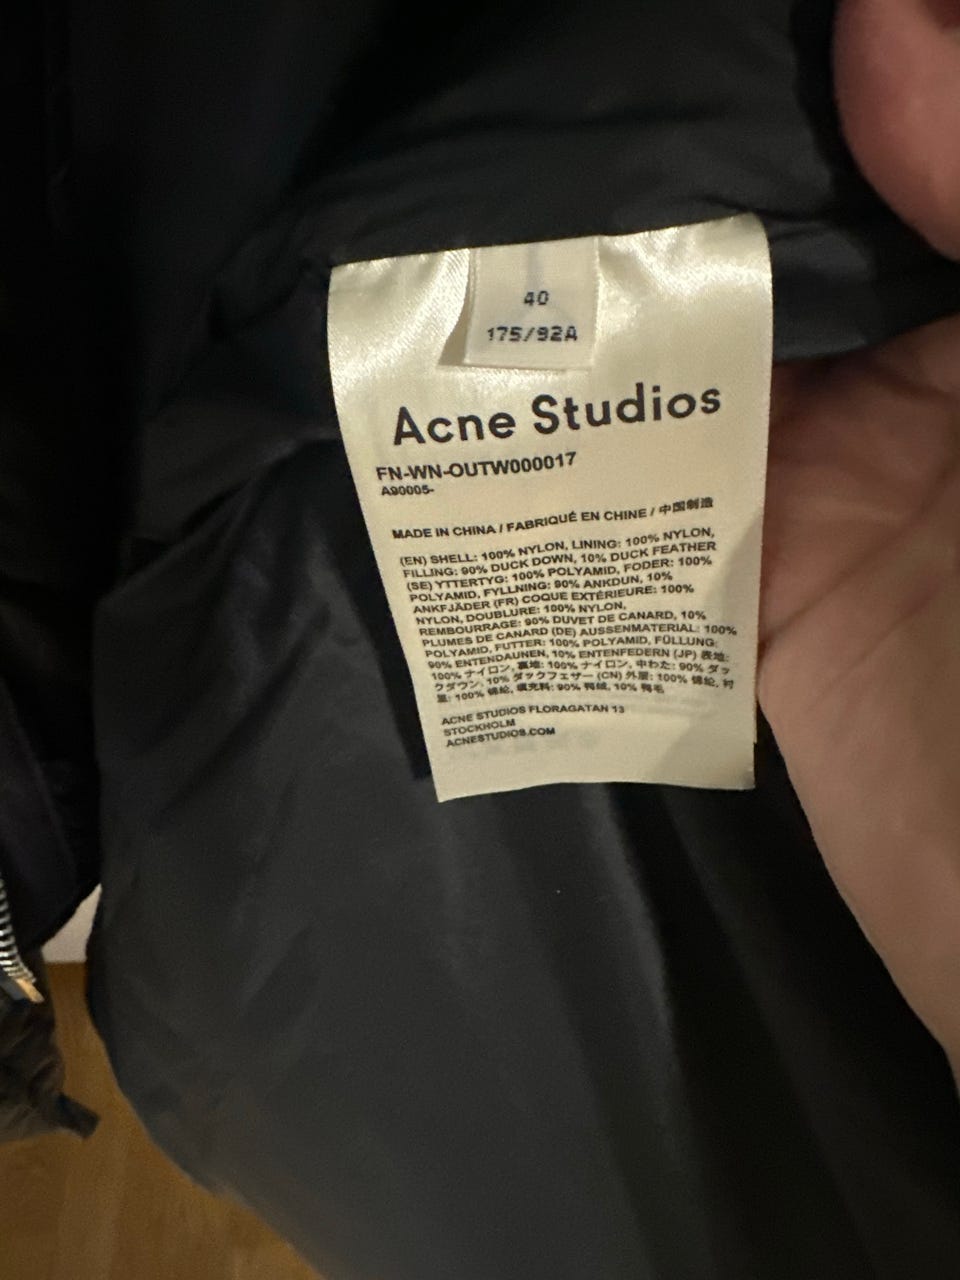 40
175/92A
Acne Studios
FN-WN-OUTW000017
A90005-
MADE IN CHINA / FABRIQUÉ EN CHINE / 中国制造
(EN) SHELL: 100% NYLON, LINING: 100% NYLON,
FILLING: 90% DUCK DOWN, 10% DUCK FEATHER
(SE) YTTERTYG: 100% POLYAMID, FODER: 100%
POLYAMID, FYLLNING: 90% ANKDUN, 10%
ANKFJÄDER (FR) COQUE EXTÉRIEURE: 100%
NYLON, DOUBLURE: 100% NYLON,
REMBOURRAGE: 90% DUVET DE CANARD, 10%
PLUMES DE CANARD (DE) AUSSENMATERIAL: 100%
POLYAMID, FUTTER: 100% POLYAMID, FÜLLUNG:
90% ENTENDAUNEN, 10% ENTENFEDERN (JP) 表地:
100% ナイロン, 裏地: 100% ナイロン, 中わた: 90% ダッ
クダウン, 10% ダックフェザー (CN) 外層: 100% 锦纶, 衬
里: 100% 锦纶, 填充料: 90% 鸭绒, 10% 鸭毛
ACNE STUDIOS FLORAGATAN 13
STOCKHOLM
ACNESTUDIOS.COM